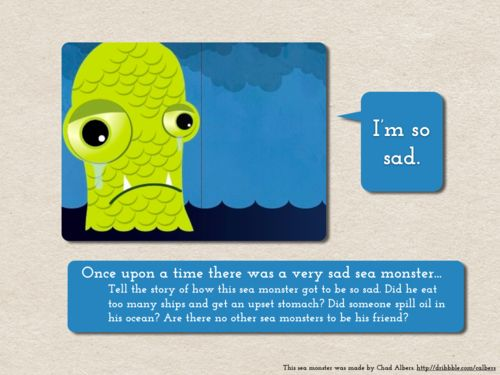 I'm so
sad.
Once upon a time there was a very sad sea monster...
Tell the story of how this sea monster got to be so sad. Did he eat
too many ships and get an upset stomach? Did someone spill oil in
his ocean? Are there no other sea monsters to be his friend?
This sea monster was made by Chad Albers. http://dribbble.com/calbers